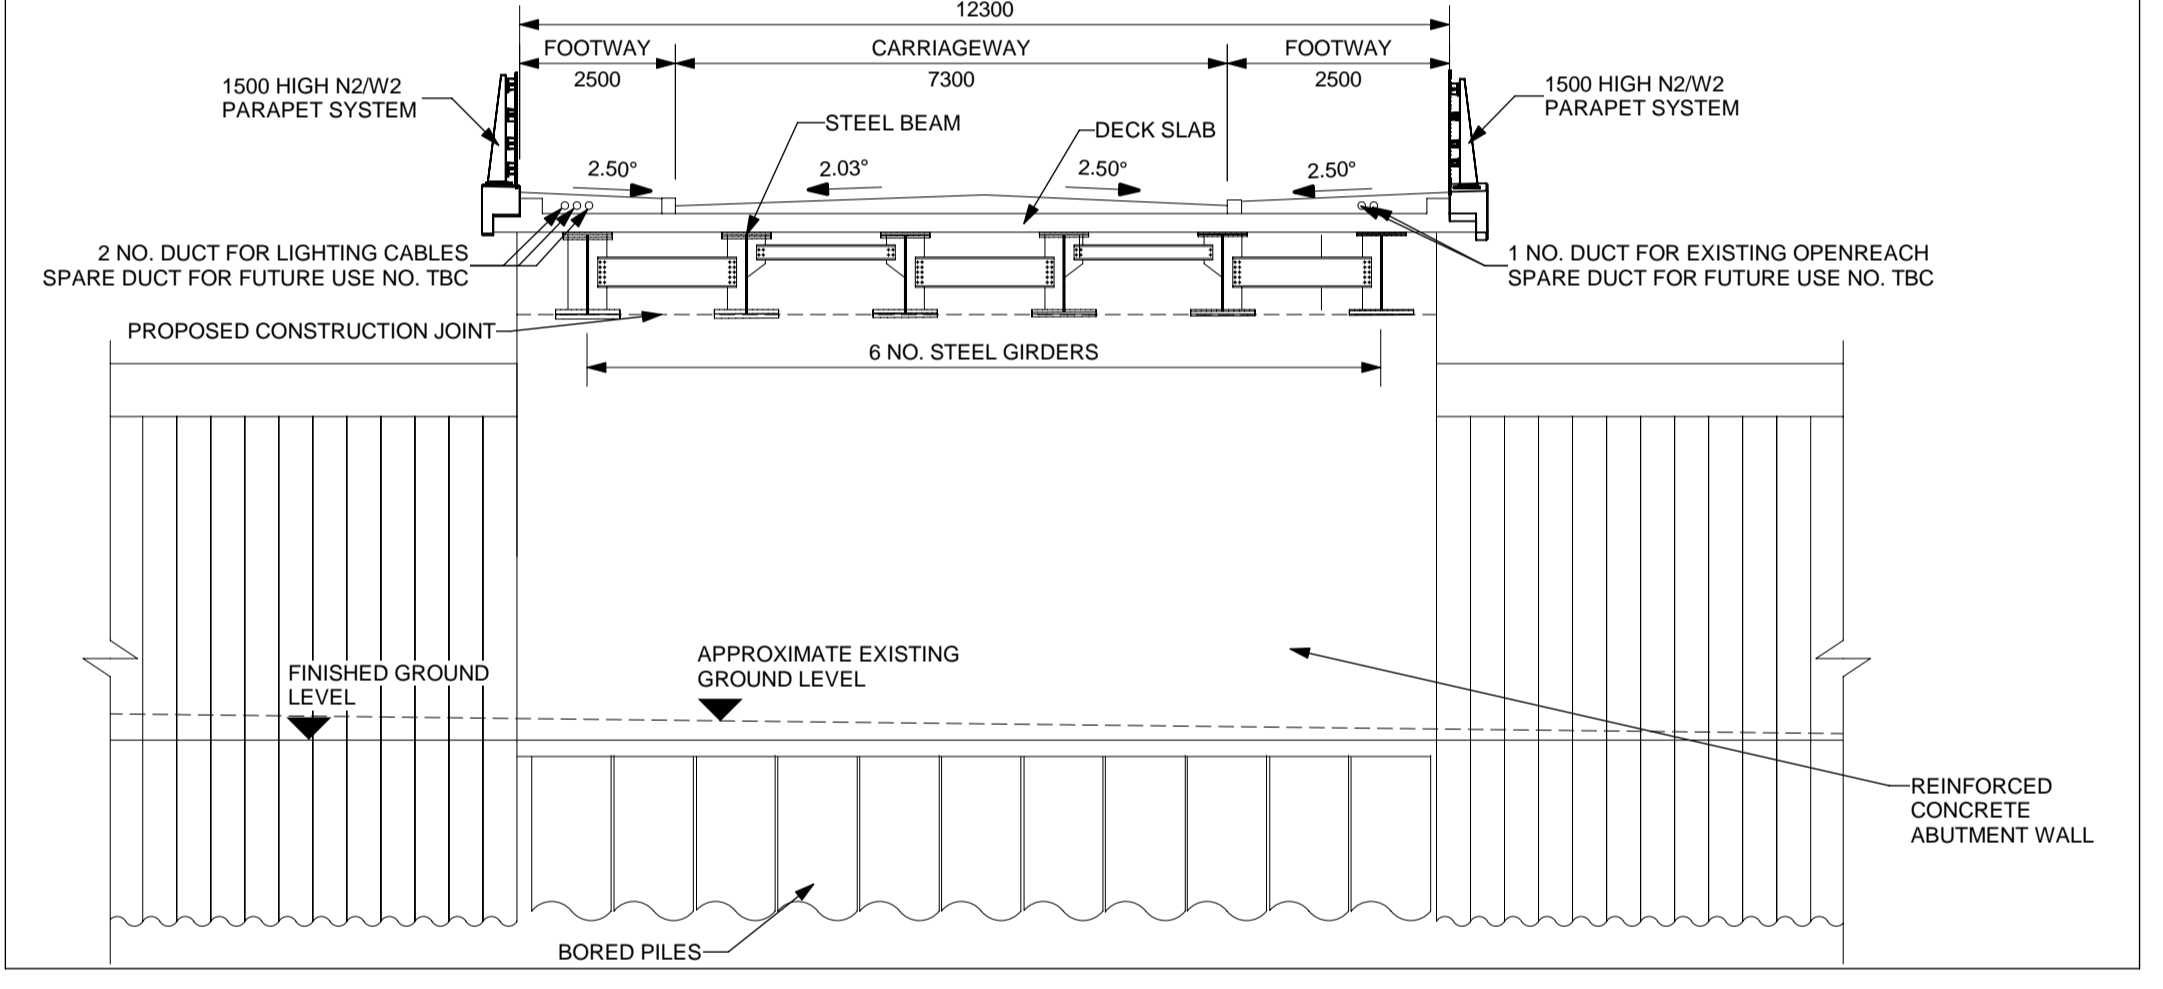 12300
FOOTWAY
CARRIAGEWAY
FOOTWAY
2500
7300
2500
1500 HIGH N2/W2
PARAPET SYSTEM
1500 HIGH N2/W2
PARAPET SYSTEM
STEEL BEAM
DECK SLAB
2.50°
2.03°
2.50°
2.50°
2 NO. DUCT FOR LIGHTING CABLES
SPARE DUCT FOR FUTURE USE NO. TBC
1 NO. DUCT FOR EXISTING OPENREACH
SPARE DUCT FOR FUTURE USE NO. TBC
PROPOSED CONSTRUCTION JOINT
6 NO. STEEL GIRDERS
FINISHED GROUND
LEVEL
APPROXIMATE EXISTING
GROUND LEVEL
REINFORCED
CONCRETE
ABUTMENT WALL
BORED PILES